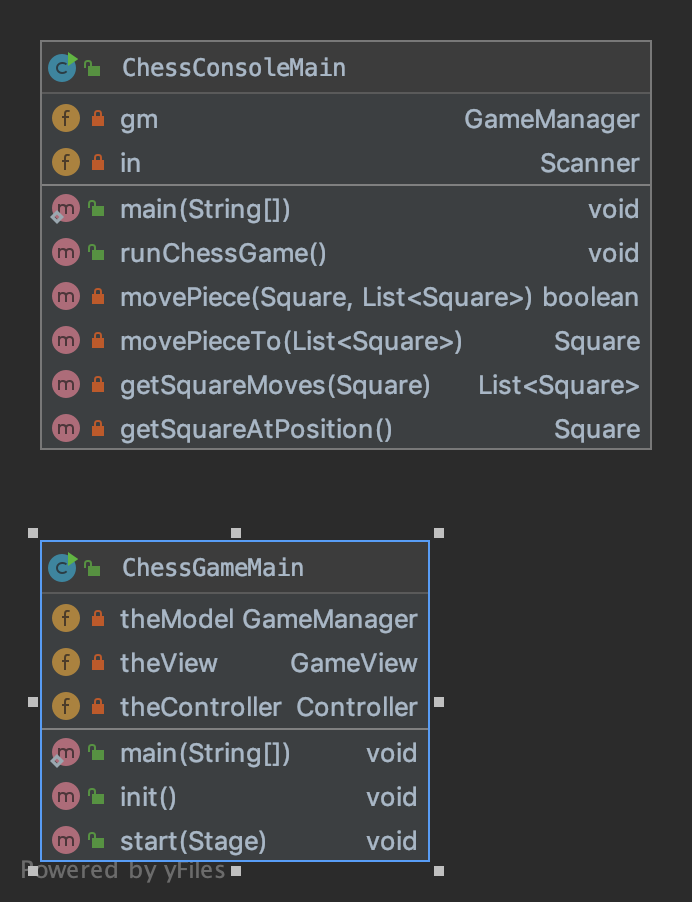 ChessConsoleMain
gm GameManager
in Scanner
main(String[]) void
runChessGame() void
movePiece(Square, List<Square>) boolean
movePieceTo(List<Square>) Square
getSquareMoves(Square) List<Square>
getSquareAtPosition() Square
ChessGameMain
theModel GameManager
theView GameView
theController Controller
main(String[]) void
init() void
start(Stage) void
Powered by yFiles